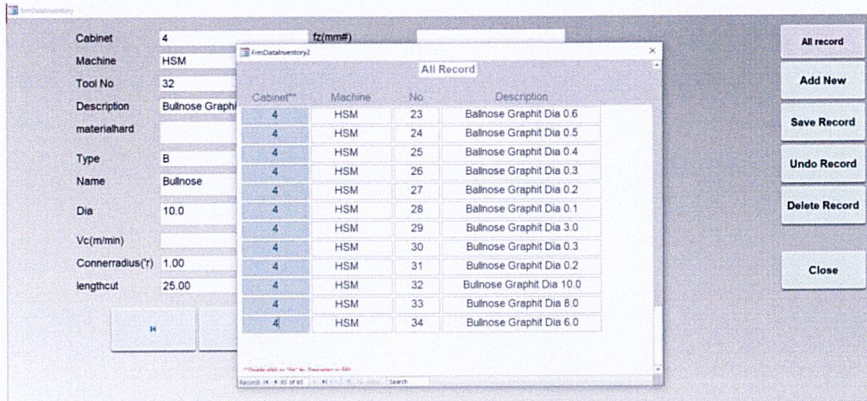 frmDataInventory
Cabinet 4 fz(mm#)
Machine HSM
Tool No 32
Description Bullnose Graphi
materialhard
Type B
Name Bullnose
Dia 10.0
Vc(m/min)
Connerradius('r) 1.00
lengthcut 25.00
FrmDataInventory2
All Record
Cabinet"* Machine No Description
4 HSM 23 Ballnose Graphit Dia 0.6
4 HSM 24 Ballnose Graphit Dia 0.5
4 HSM 25 Ballnose Graphit Dia 0.4
4 HSM 26 Ballnose Graphit Dia 0.3
4 HSM 27 Ballnose Graphit Dia 0.2
4 HSM 28 Ballnose Graphit Dia 0.1
4 HSM 29 Bullnose Graphit Dia 3.0
4 HSM 30 Bullnose Graphit Dia 0.3
4 HSM 31 Bullnose Graphit Dia 0.2
4 HSM 32 Bullnose Graphit Dia 10.0
4 HSM 33 Bullnose Graphit Dia 8.0
4 HSM 34 Bullnose Graphit Dia 6.0
Record: 65 of 65 Search
All record
Add New
Save Record
Undo Record
Delete Record
Close